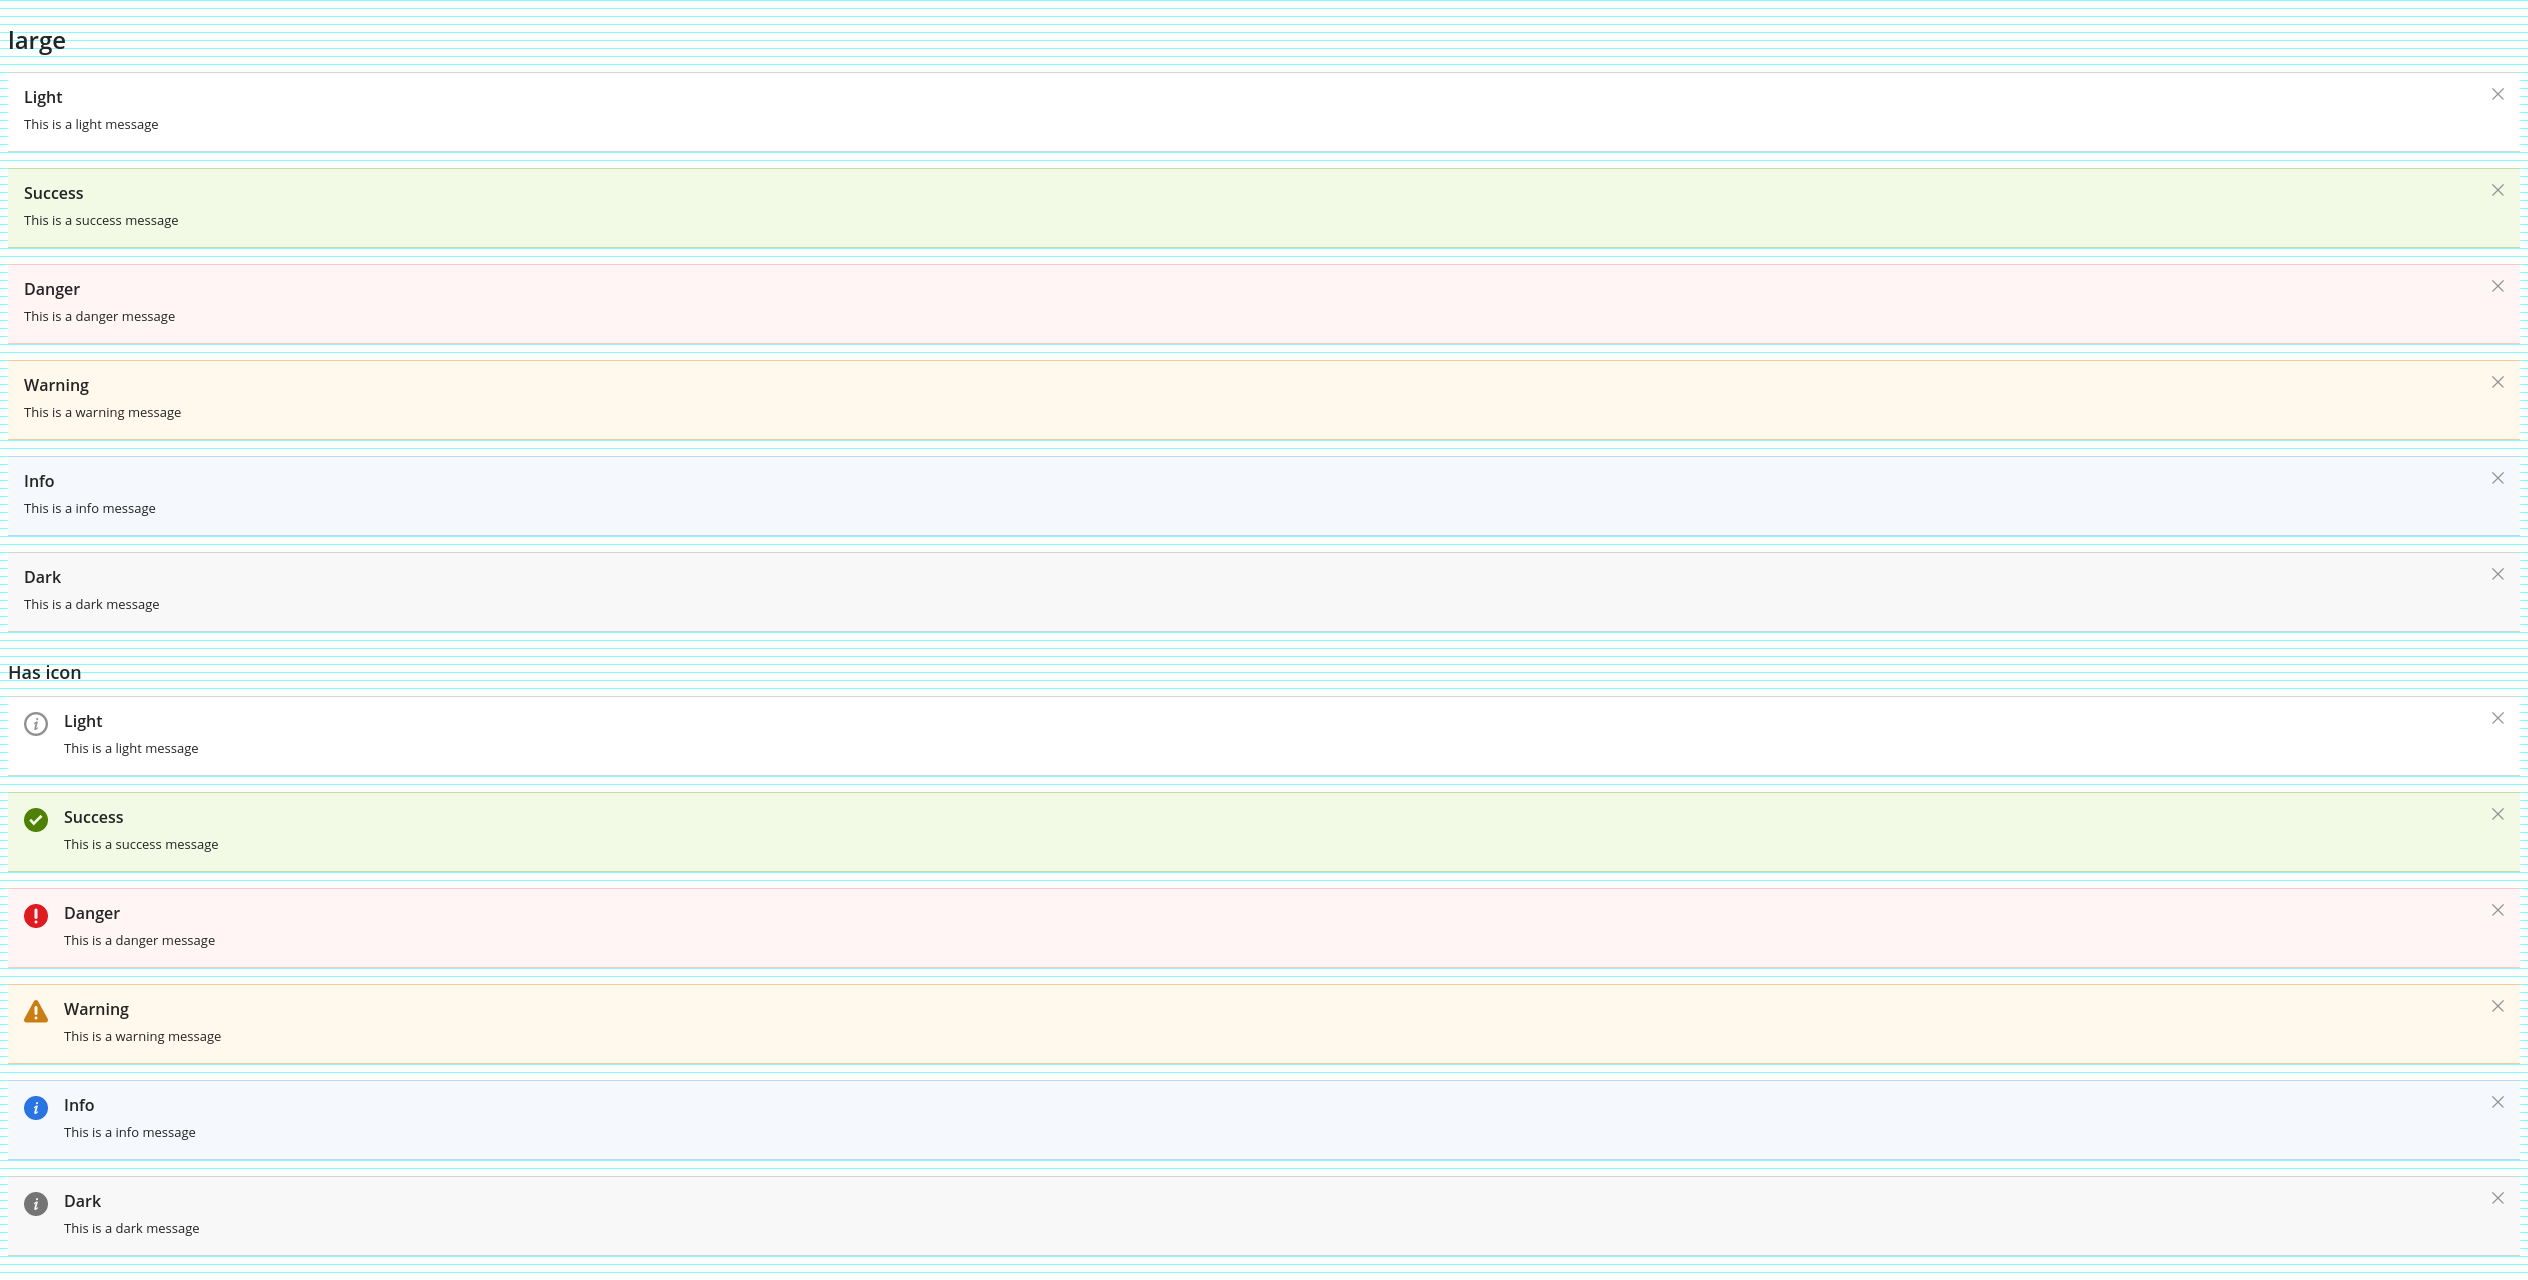 large
Light
This is a light message
Success
This is a success message
Danger
This is a danger message
Warning
This is a warning message
Info
This is a info message
Dark
This is a dark message
Has icon
Light
This is a light message
Success
This is a success message
Danger
This is a danger message
Warning
This is a warning message
Info
This is a info message
Dark
This is a dark message